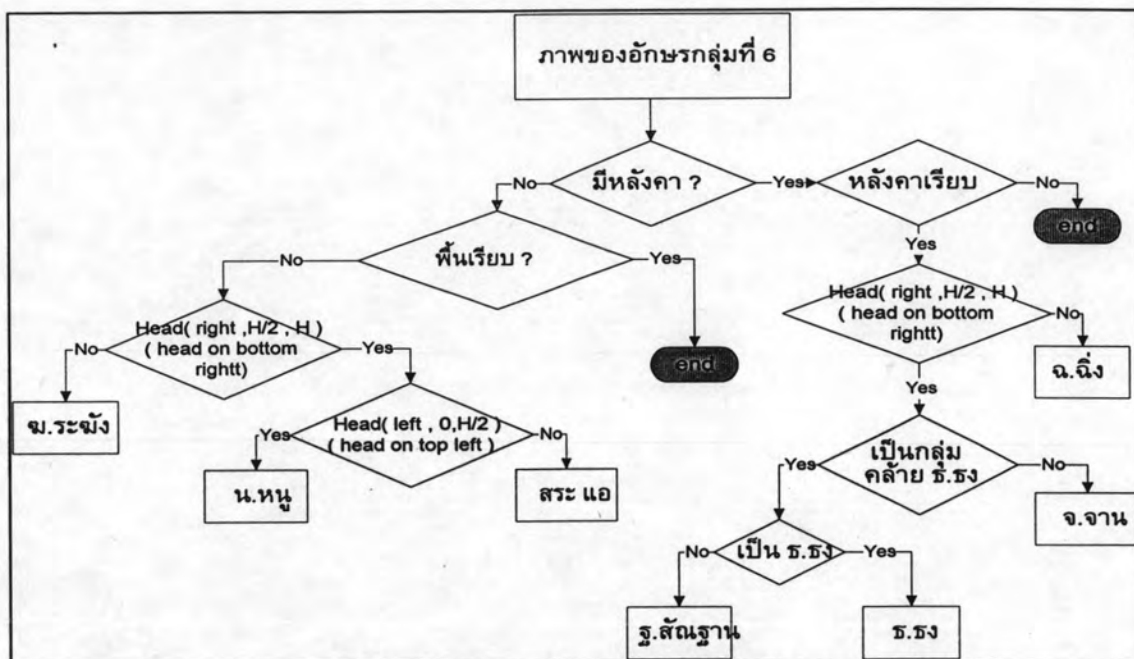 ภาพของอักษรกลุ่มที่ 6
มีหลังคา ?
No
Yes
หลังคาเรียบ
No
end
Yes
พื้นเรียบ ?
No
Yes
end
Head( right ,H/2 , H )
( head on bottom
rightt)
No
ฉ.ฉิ่ง
Yes
Head( right ,H/2 , H )
( head on bottom
rightt)
No
Yes
ฆ.ระฆัง
Head( left , 0,H/2 )
( head on top left )
Yes
No
น.หนู
สระ แอ
เป็นกลุ่ม
คล้าย ธ.ธง
Yes
No
จ.จาน
เป็น ธ.ธง
No
Yes
ฐ.สัณฐาน
ธ.ธง